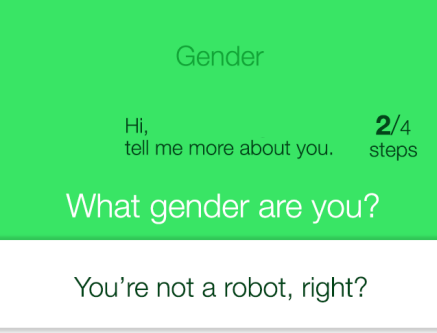 Gender
Hi,
tell me more about you.
2/4
steps
What gender are you?
You're not a robot, right?